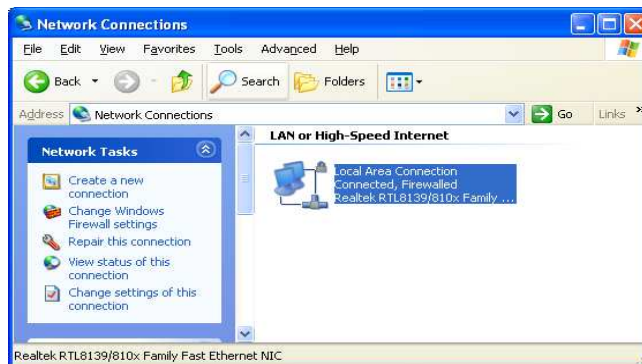 Network Connections
File Edit View Favorites Tools Advanced Help
Back Search Folders
Address Network Connections Go Links »
Network Tasks
Create a new
connection
Change Windows
Firewall settings
Repair this connection
View status of this
connection
Change settings of this
connection
LAN or High-Speed Internet
Local Area Connection
Connected, Firewalled
Realtek RTL8139/810x Family ...
Realtek RTL8139/810x Family Fast Ethernet NIC